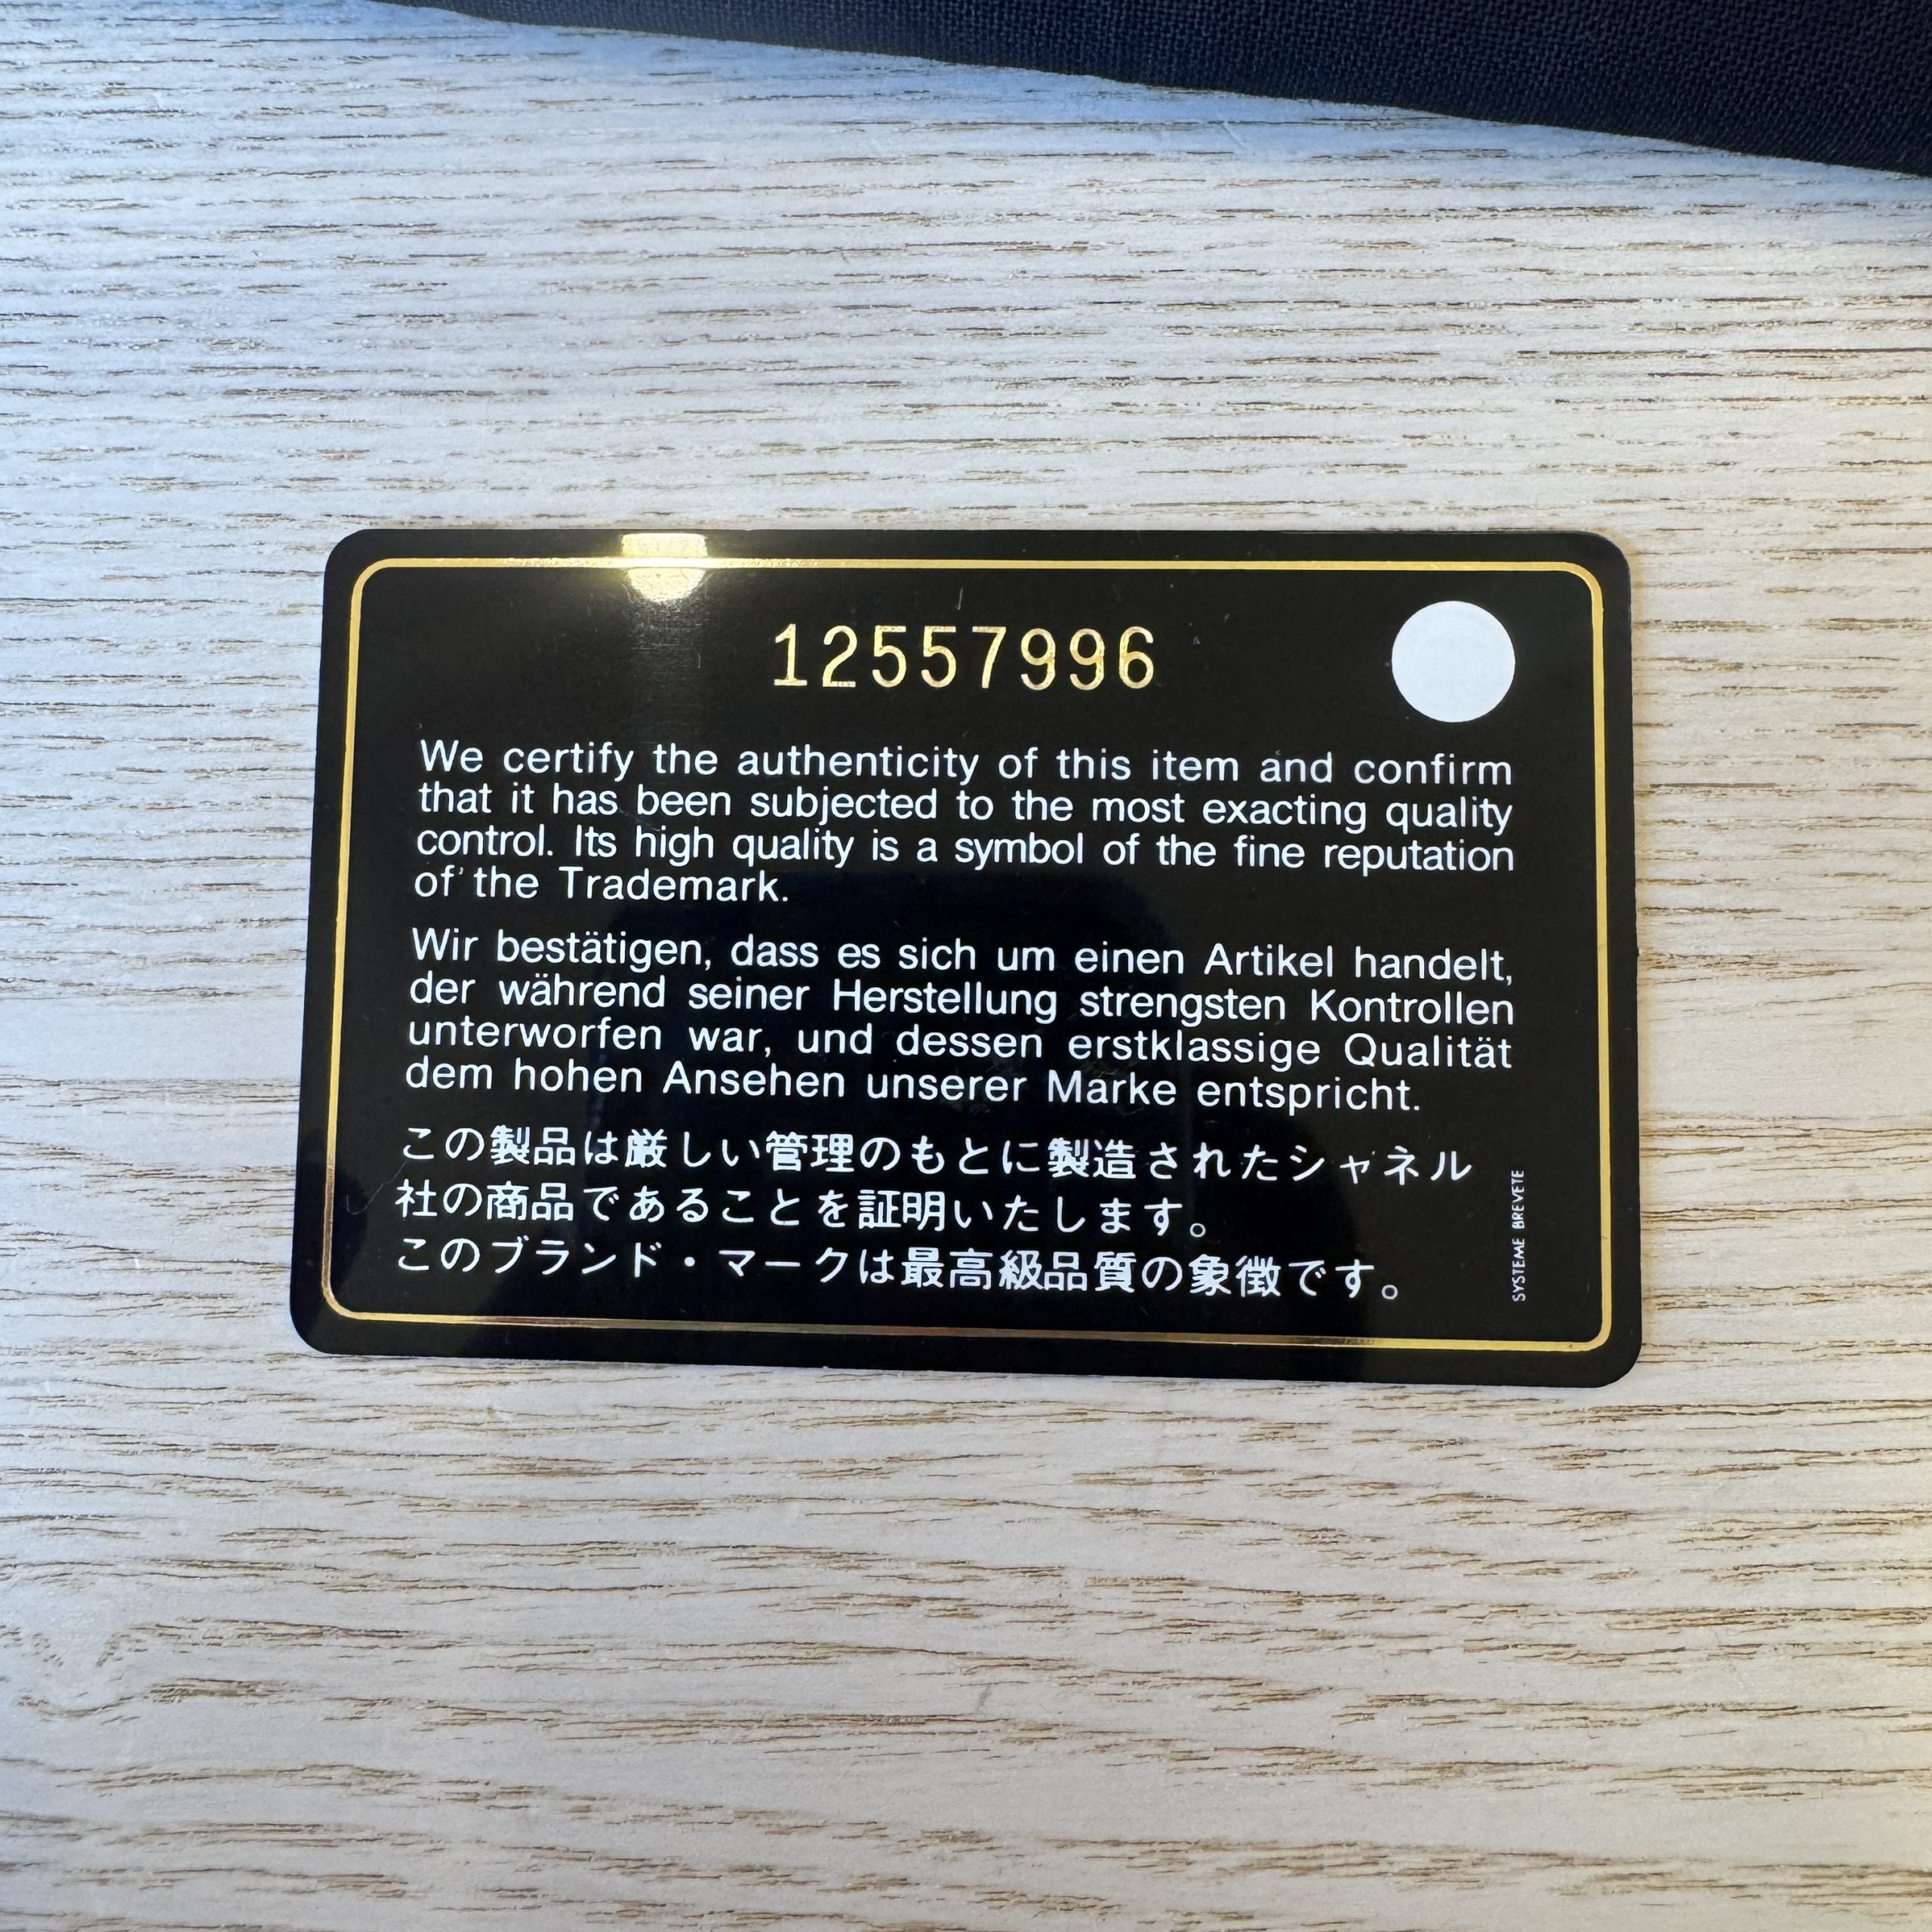 12557996
We certify the authenticity of this item and confirm
that it has been subjected to the most exacting quality
control. Its high quality is a symbol of the fine reputation
of the Trademark.
Wir bestätigen, dass es sich um einen Artikel handelt,
der während seiner Herstellung strengsten Kontrollen
unterworfen war, und dessen erstklassige Qualität
dem hohen Ansehen unserer Marke entspricht.
この製品は厳しい管理のもとに製造されたシャネル
社の商品であることを証明いたします。
このブランド・マークは最高級品質の象徴です。
SYSTEME BREVETE